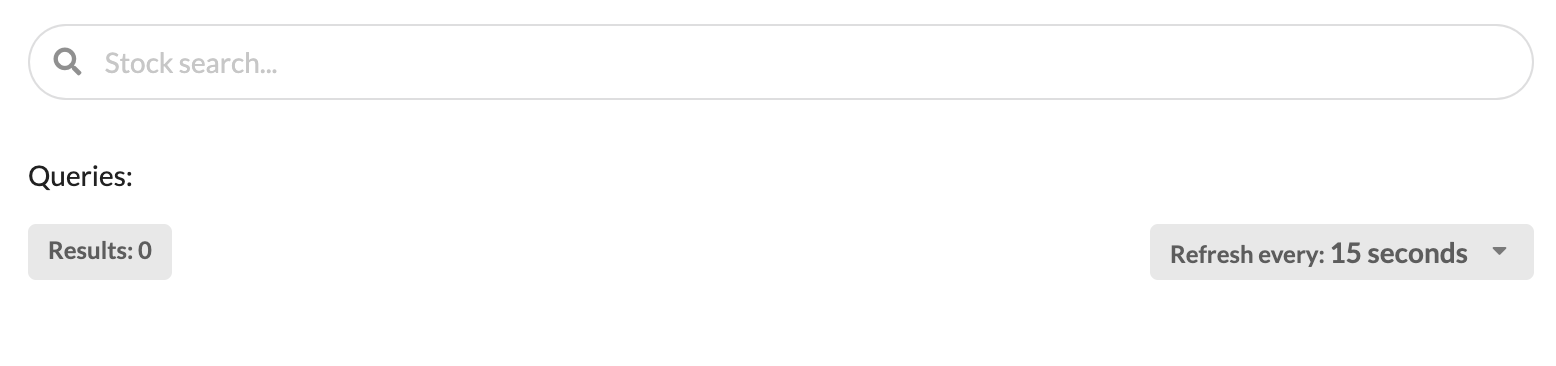 Stock search...
Queries:
Results: 0
Refresh every: 15 seconds